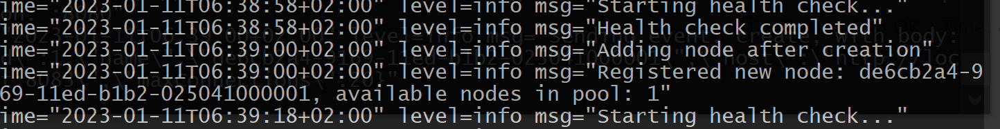 ime="2023-01-11T06:38:58+02:00" level=info msg="Starting health check..."
ime="2023-01-11T06:38:58+02:00" level=info msg="Health check completed"
ime="2023-01-11T06:39:00+02:00" level=info msg="Adding node after creation"
ime="2023-01-11T06:39:00+02:00" level=info msg="Registered new node: de6cb2a4-9
69-11ed-b1b2-025041000001, available nodes in pool: 1"
ime="2023-01-11T06:39:18+02:00" level=info msg="Starting health check..."